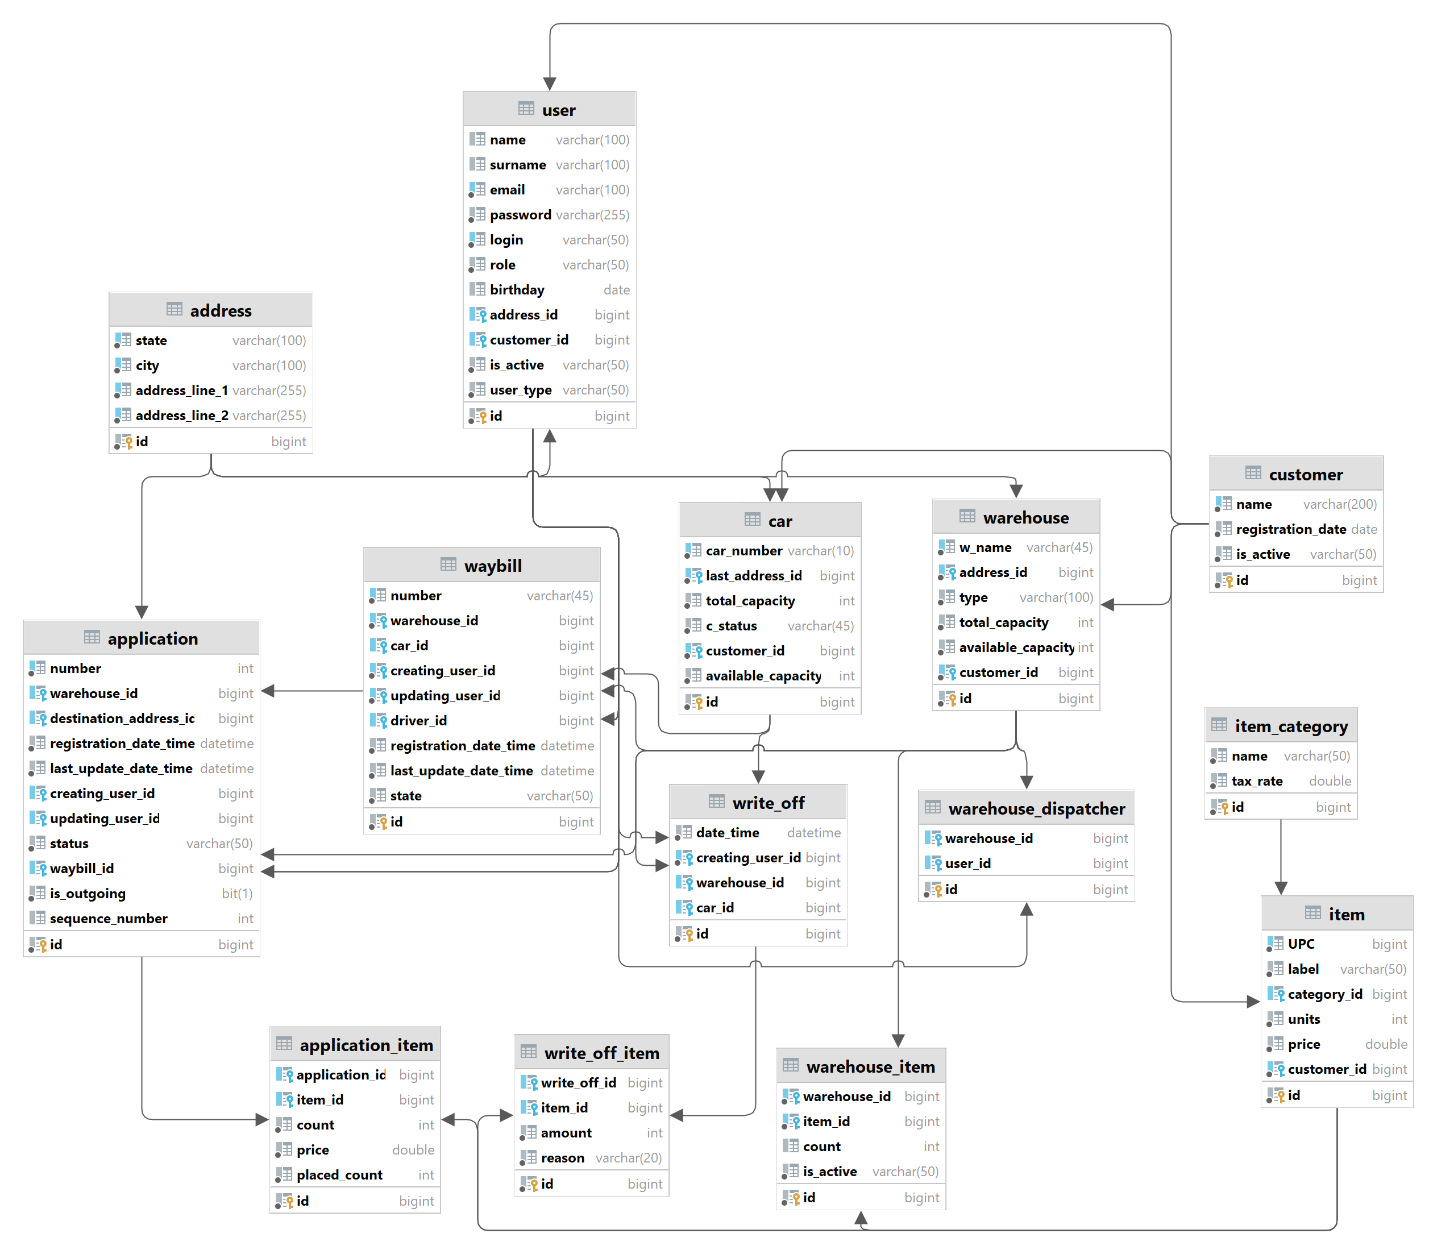 user
name varchar(100)
surname varchar(100)
email varchar(100)
password varchar(255)
login varchar(50)
role varchar(50)
birthday date
address_id bigint
customer_id bigint
is_active varchar(50)
user_type varchar(50)
id bigint
address
state varchar(100)
city varchar(100)
address_line_1 varchar(255)
address_line_2 varchar(255)
id bigint
customer
name varchar(200)
registration_date date
is_active varchar(50)
id bigint
car
car_number varchar(10)
last_address_id bigint
total_capacity int
c_status varchar(45)
customer_id bigint
available_capacity int
id bigint
warehouse
w_name varchar(45)
address_id bigint
type varchar(100)
total_capacity int
available_capacity int
customer_id bigint
id bigint
waybill
number varchar(45)
warehouse_id bigint
car_id bigint
creating_user_id bigint
updating_user_id bigint
driver_id bigint
registration_date_time datetime
last_update_date_time datetime
state varchar(50)
id bigint
application
number int
warehouse_id bigint
destination_address_id bigint
registration_date_time datetime
last_update_date_time datetime
creating_user_id bigint
updating_user_id bigint
status varchar(50)
waybill_id bigint
is_outgoing bit(1)
sequence_number int
id bigint
item_category
name varchar(50)
tax_rate double
id bigint
write_off
date_time datetime
creating_user_id bigint
warehouse_id bigint
car_id bigint
id bigint
warehouse_dispatcher
warehouse_id bigint
user_id bigint
id bigint
item
UPC bigint
label varchar(50)
category_id bigint
units int
price double
customer_id bigint
id bigint
application_item
application_id bigint
item_id bigint
count int
price double
placed_count int
id bigint
write_off_item
write_off_id bigint
item_id bigint
amount int
reason varchar(20)
id bigint
warehouse_item
warehouse_id bigint
item_id bigint
count int
is_active varchar(50)
id bigint